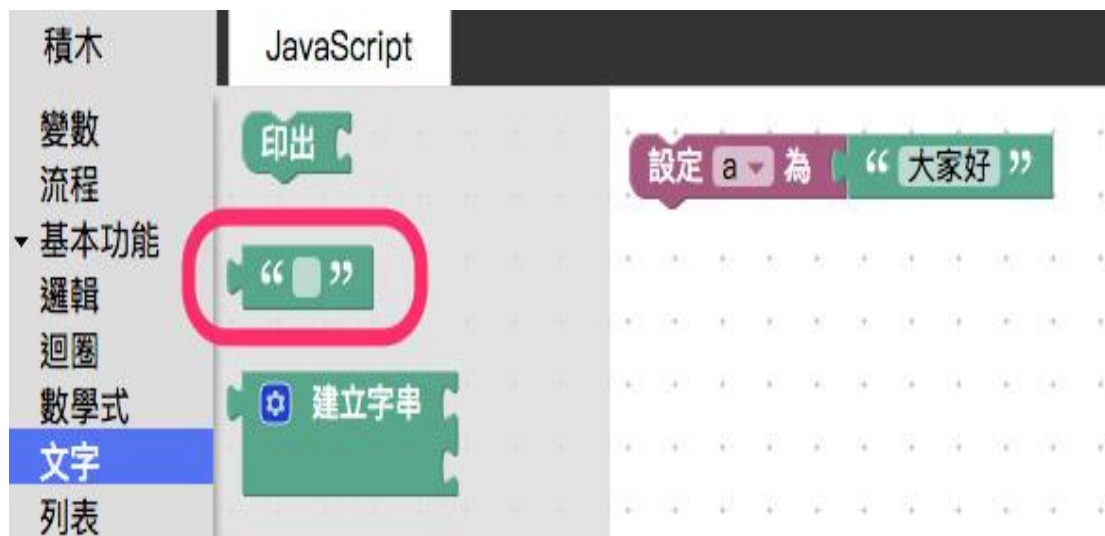 積木
JavaScript
變數
流程
基本功能
邏輯
迴圈
數學式
文字
列表
印出
“ ”
建立字串
設定 a 為 “ 大家好 ”